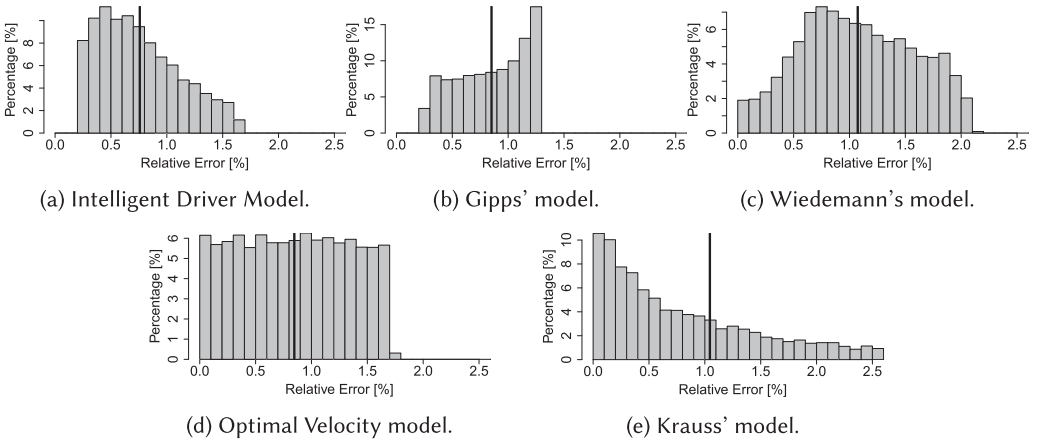 Percentage [%]
0 2 4 6 8
0.0 0.5 1.0 1.5 2.0 2.5
Relative Error [%]
(a) Intelligent Driver Model.
Percentage [%]
0 5 10 15
0.0 0.5 1.0 1.5 2.0 2.5
Relative Error [%]
(b) Gipps’ model.
Percentage [%]
0 2 4 6
0.0 0.5 1.0 1.5 2.0 2.5
Relative Error [%]
(c) Wiedemann’s model.
Percentage [%]
0 1 2 3 4 5 6
0.0 0.5 1.0 1.5 2.0 2.5
Relative Error [%]
(d) Optimal Velocity model.
Percentage [%]
0 2 4 6 8 10
0.0 0.5 1.0 1.5 2.0 2.5
Relative Error [%]
(e) Krauss’ model.